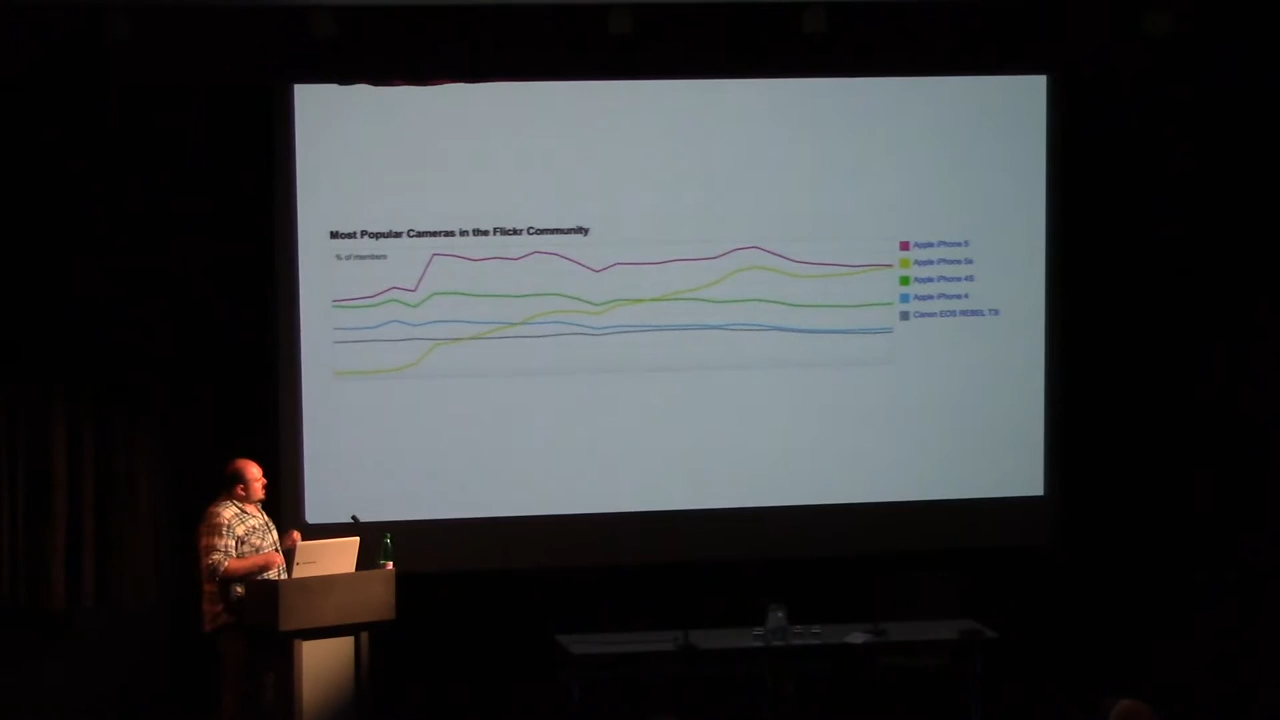 Most Popular Cameras in the Flickr Community
% of members
Apple iPhone 5
Apple iPhone 5s
Apple iPhone 4S
Apple iPhone 4
Canon EOS REBEL T3i